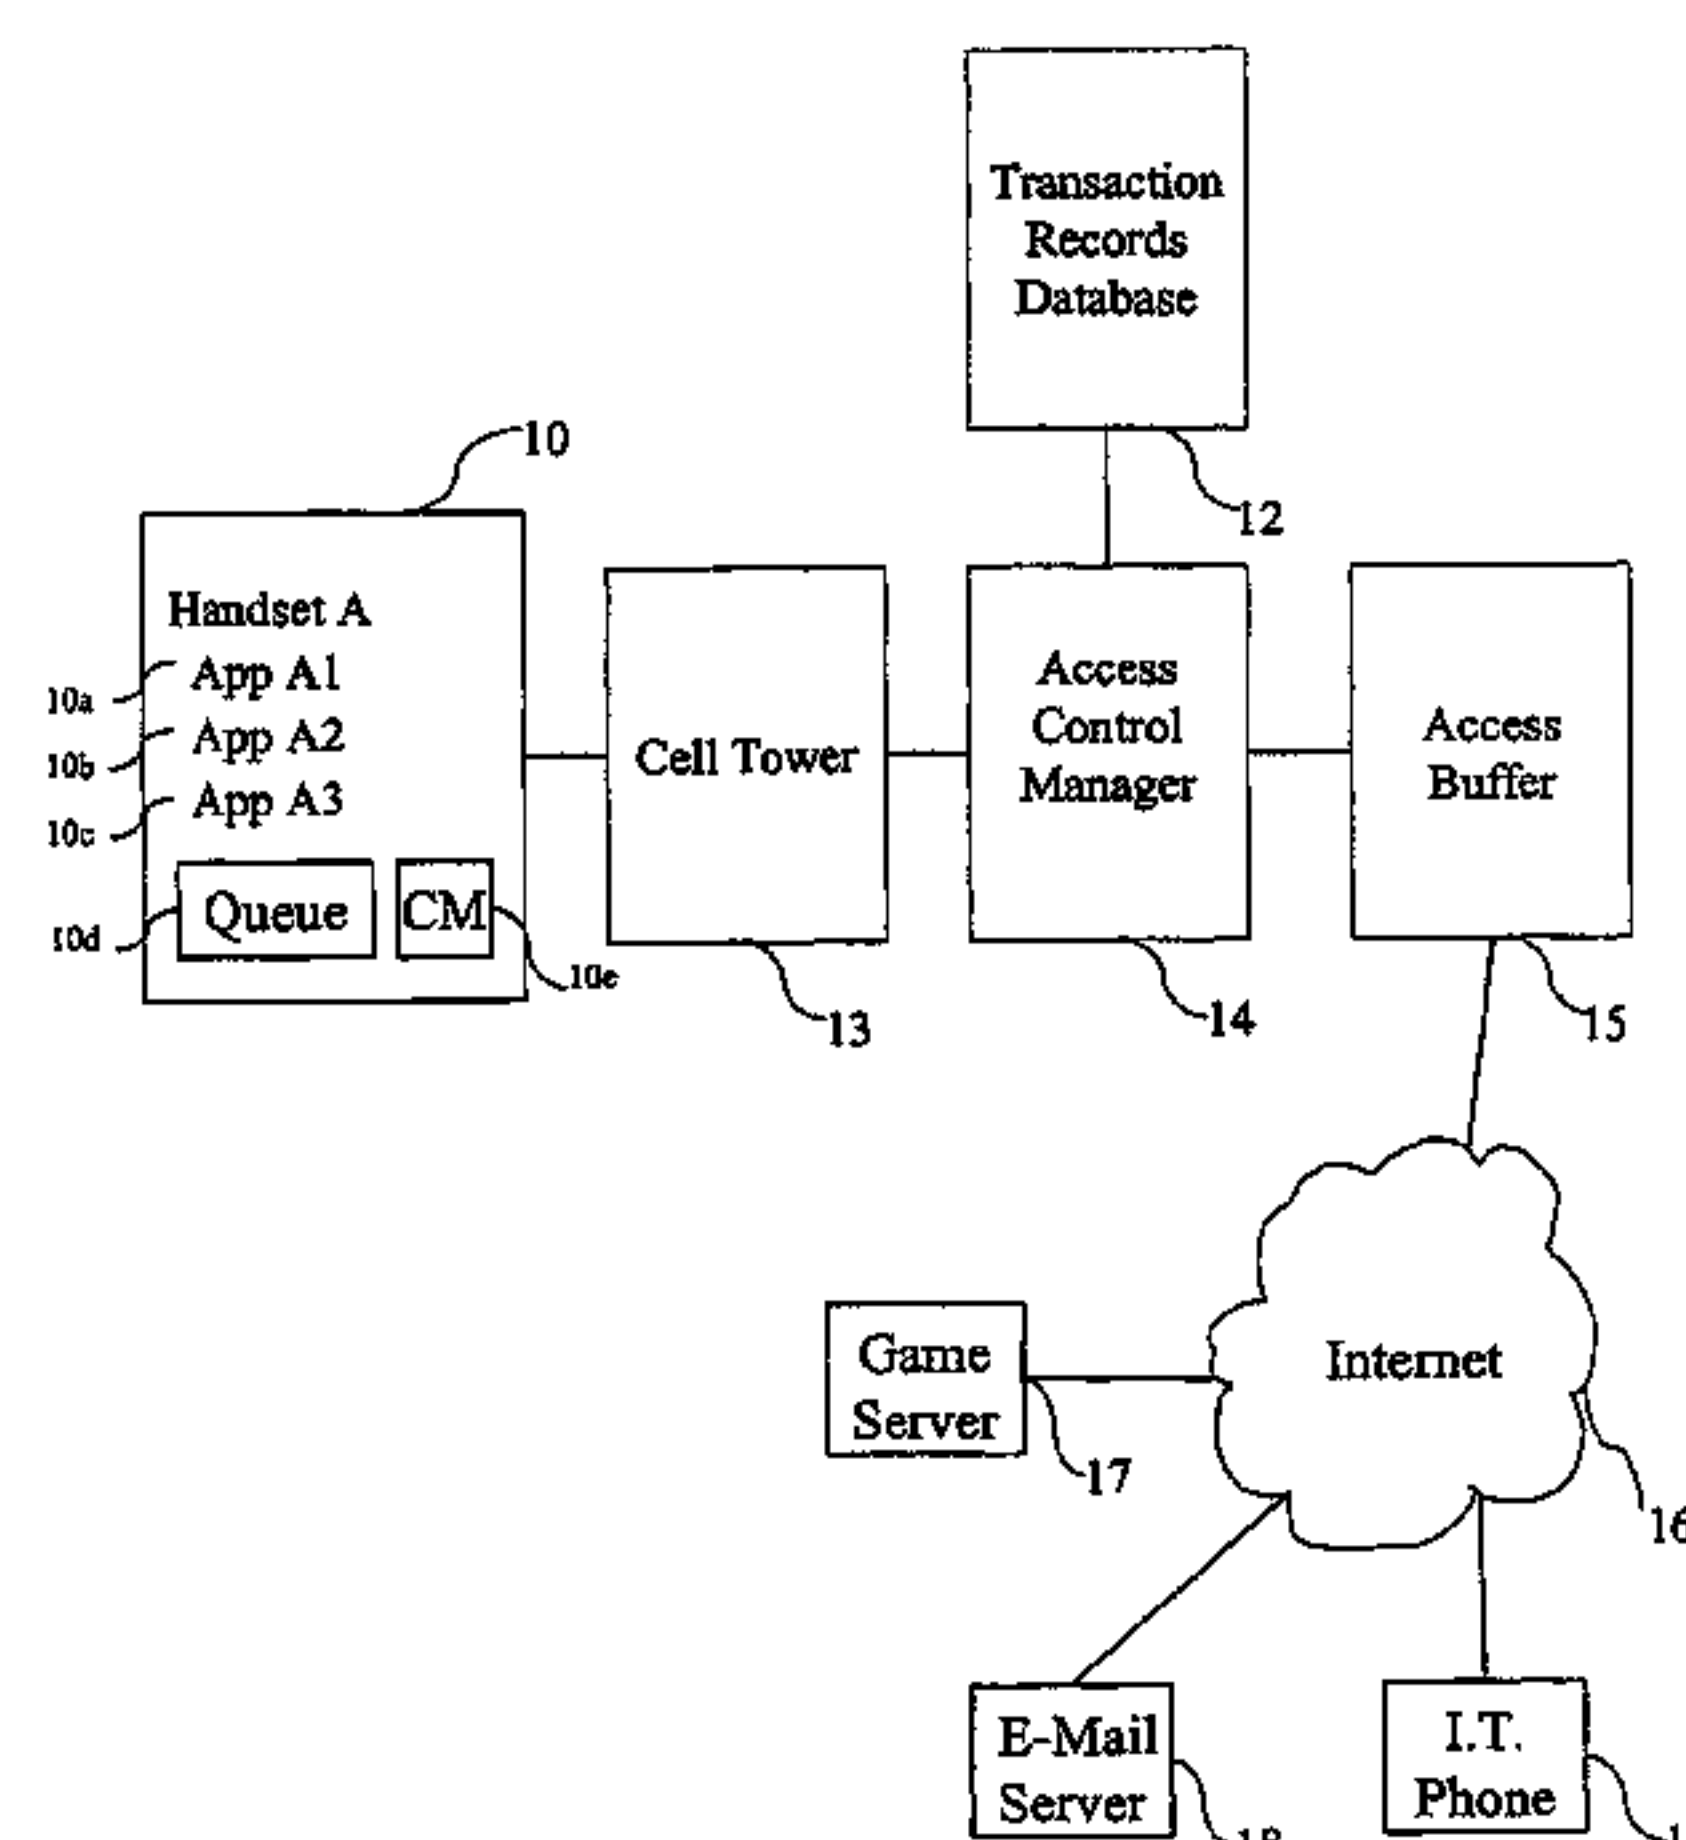 Transaction
Records
Database
10
12
Handset A
10a
App A1
10b
App A2
10c
App A3
10d
Queue
CM
10e
Cell Tower
13
Access
Control
Manager
14
Access
Buffer
15
Internet
16
Game
Server
17
E-Mail
Server
18
I.T.
Phone